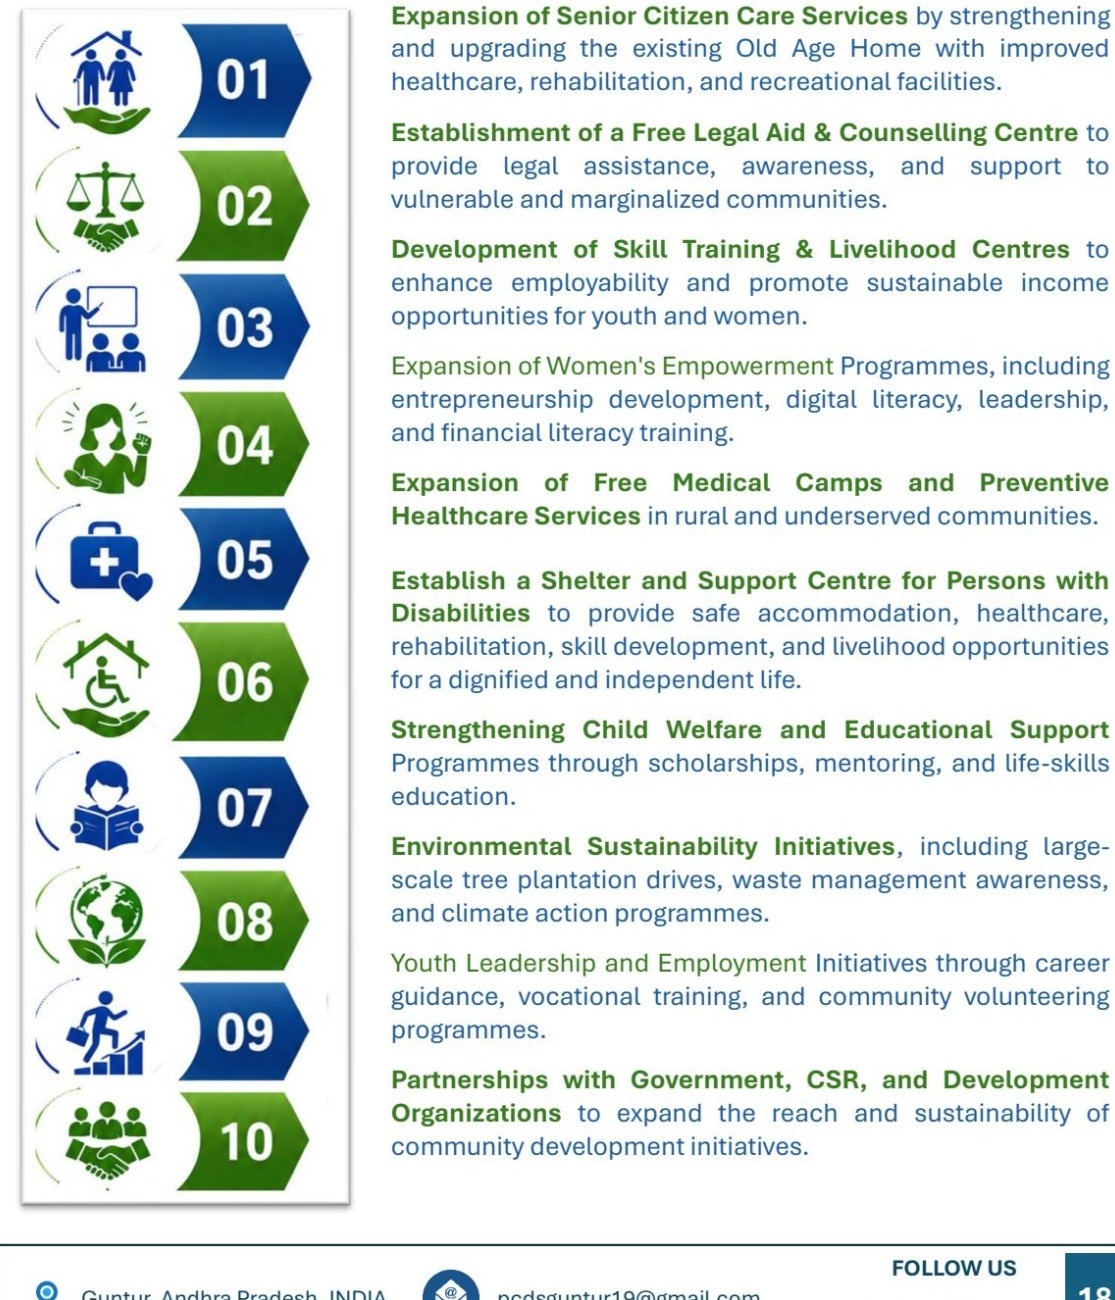 01
Expansion of Senior Citizen Care Services by strengthening
and upgrading the existing Old Age Home with improved
healthcare, rehabilitation, and recreational facilities.
02
Establishment of a Free Legal Aid & Counselling Centre to
provide legal assistance, awareness, and support to
vulnerable and marginalized communities.
03
Development of Skill Training & Livelihood Centres to
enhance employability and promote sustainable income
opportunities for youth and women.
04
Expansion of Women's Empowerment Programmes, including
entrepreneurship development, digital literacy, leadership,
and financial literacy training.
05
Expansion of Free Medical Camps and Preventive
Healthcare Services in rural and underserved communities.
06
Establish a Shelter and Support Centre for Persons with
Disabilities to provide safe accommodation, healthcare,
rehabilitation, skill development, and livelihood opportunities
for a dignified and independent life.
07
Strengthening Child Welfare and Educational Support
Programmes through scholarships, mentoring, and life-skills
education.
08
Environmental Sustainability Initiatives, including large-
scale tree plantation drives, waste management awareness,
and climate action programmes.
09
Youth Leadership and Employment Initiatives through career
guidance, vocational training, and community volunteering
programmes.
10
Partnerships with Government, CSR, and Development
Organizations to expand the reach and sustainability of
community development initiatives.
FOLLOW US
Guntur, Andhra Pradesh, INDIA
@
pcdsguntur19@gmail.com
18